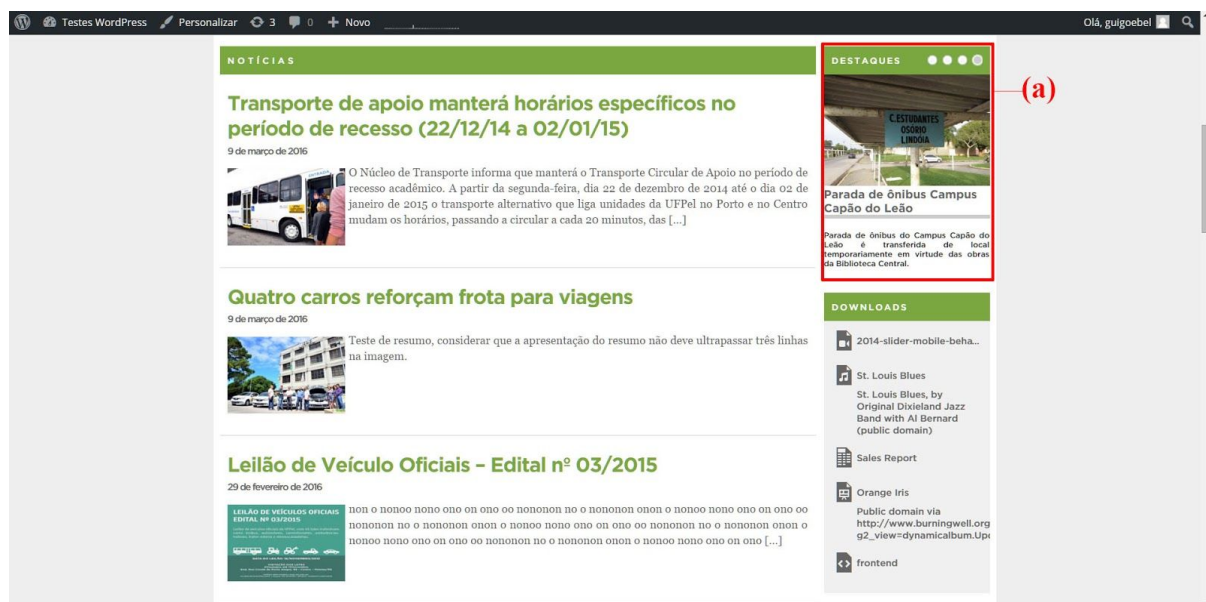 Testes WordPress Personalizar 3 0 Novo Olá, guigoebel
NOTÍCIAS
Transporte de apoio manterá horários específicos no
período de recesso (22/12/14 a 02/01/15)
9 de março de 2016
O Núcleo de Transporte informa que manterá o Transporte Circular de Apoio no período de
recesso acadêmico. A partir da segunda-feira, dia 22 de dezembro de 2014 até o dia 02 de
janeiro de 2015 o transporte alternativo que liga unidades da UFPel no Porto e no Centro
mudam os horários, passando a circular a cada 20 minutos, das [...]
Quatro carros reforçam frota para viagens
9 de março de 2016
Teste de resumo, considerar que a apresentação do resumo não deve ultrapassar três linhas
na imagem.
Leilão de Veículo Oficiais – Edital nº 03/2015
29 de fevereiro de 2016
LEILÃO DE VEÍCULOS OFICIAIS
EDITAL Nº 03/2015
non o nonoo nono ono on ono oo nononon no o nononon onon o nonoo nono ono on ono oo
nononon no o nononon onon o nonoo nono ono on ono oo nononon no o nononon onon o
nonoo nono ono on ono oo nononon no o nononon onon o nonoo nono ono on ono [...]
DESTAQUES
(a)
C.ESTUDANTES
OSÓRIO
LINDÓIA
Parada de ônibus Campus
Capão do Leão
Parada de ônibus do Campus Capão do
Leão é transferida de local
temporariamente em virtude das obras
da Biblioteca Central.
DOWNLOADS
2014-slider-mobile-beha...
St. Louis Blues
St. Louis Blues, by
Original Dixieland Jazz
Band with Al Bernard
(public domain)
Sales Report
Orange Iris
Public domain via
http://www.burningwell.org
g2_view=dynamicalbum.Upd
frontend